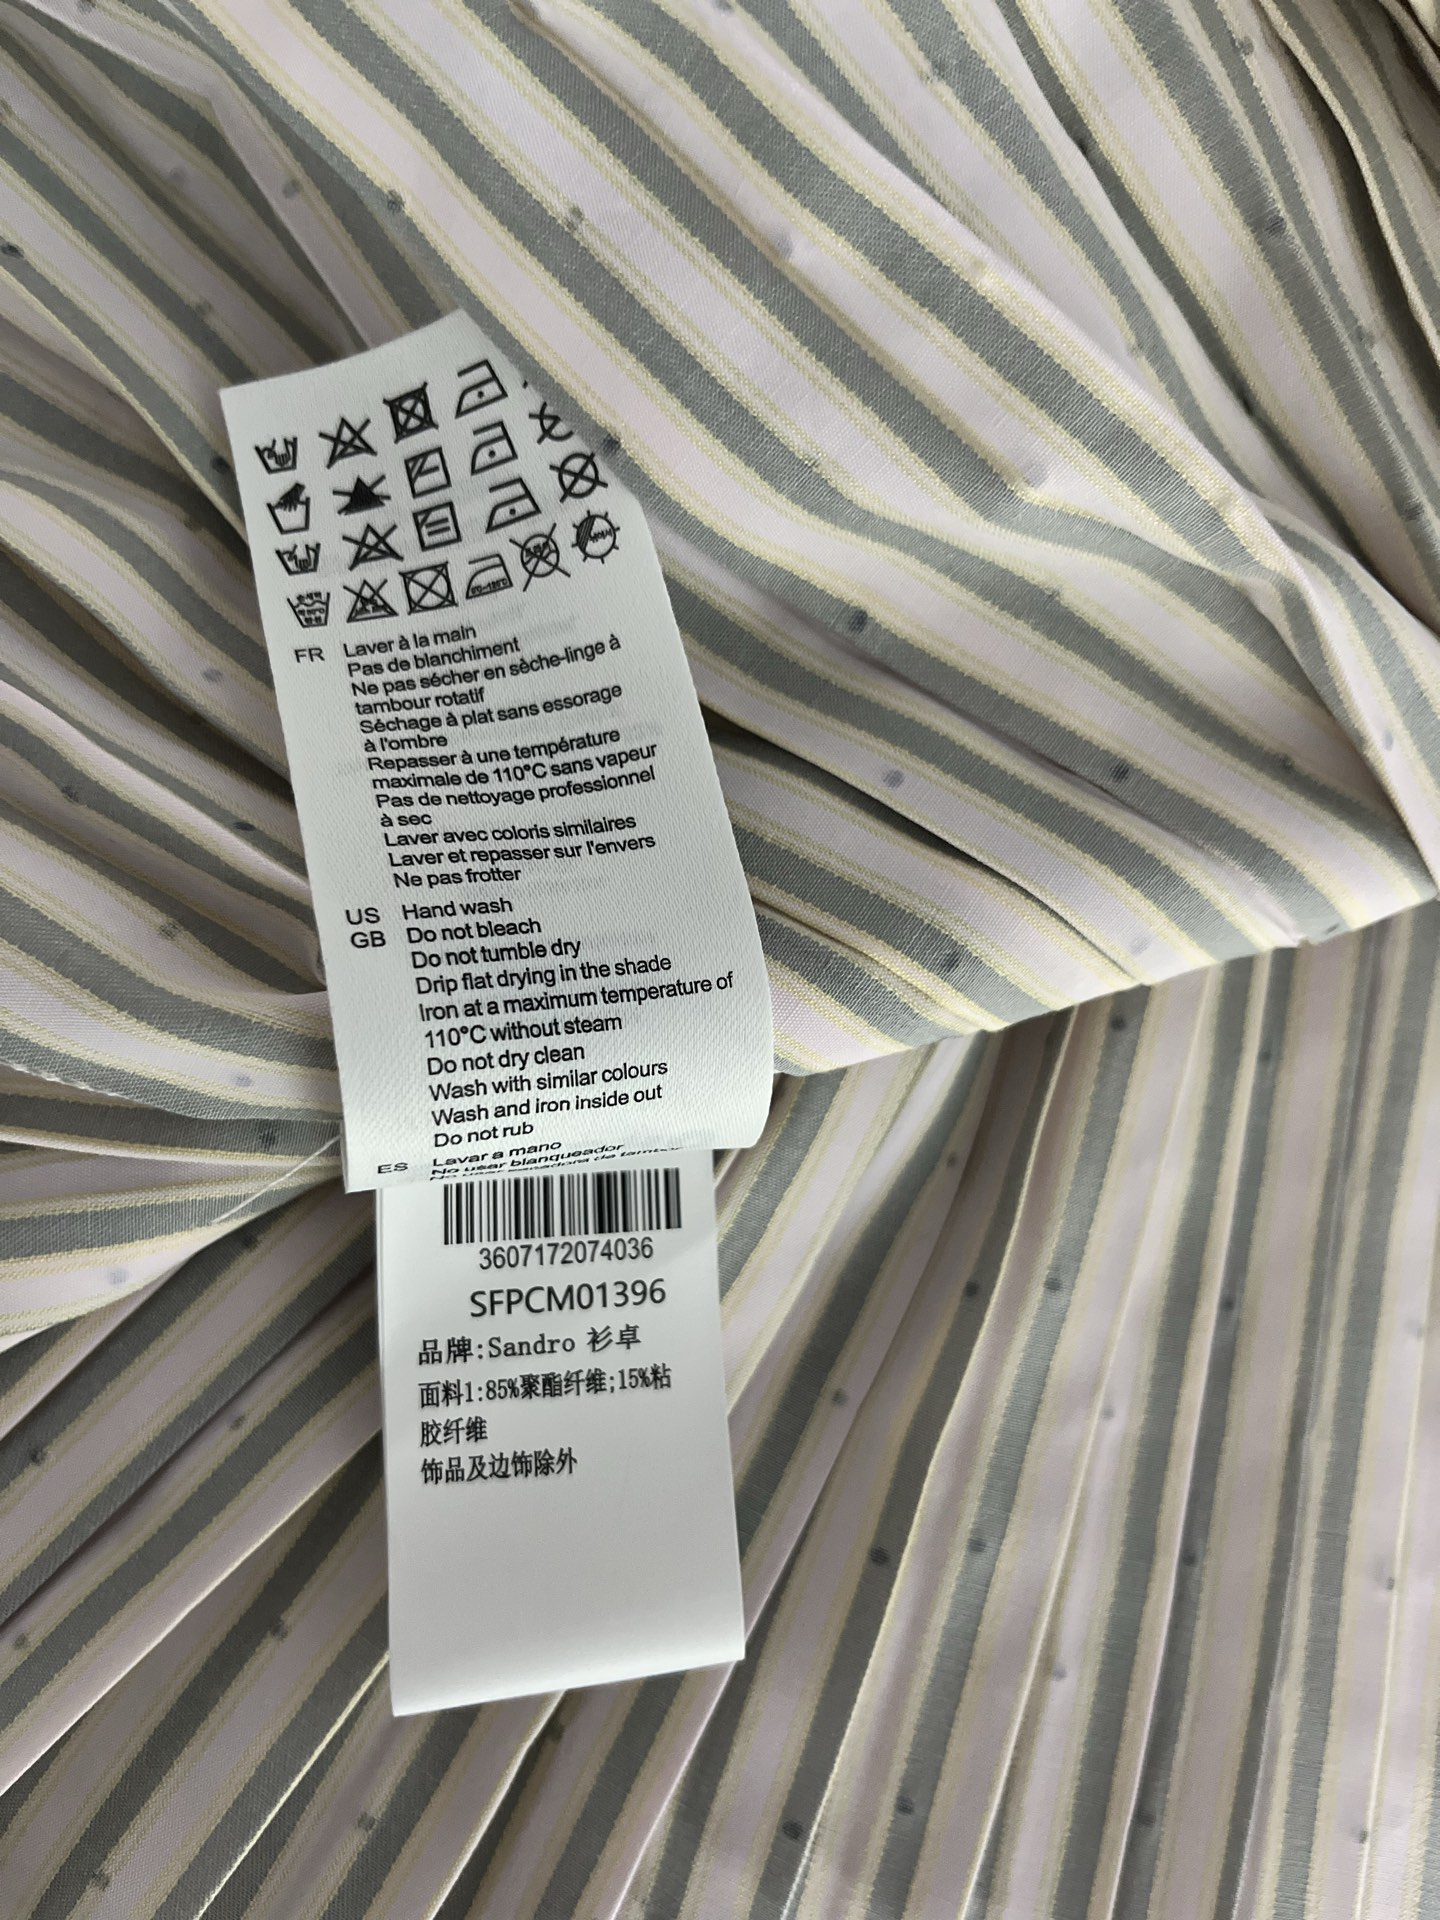 FR Laver à la main
Pas de blanchiment
Ne pas sécher en sèche-linge à
tambour rotatif
Séchage à plat sans essorage
à l'ombre
Repasser à une température
maximale de 110°C sans vapeur
Pas de nettoyage professionnel
à sec
Laver avec coloris similaires
Laver et repasser sur l'envers
Ne pas frotter
US Hand wash
GB Do not bleach
Do not tumble dry
Drip flat drying in the shade
Iron at a maximum temperature of
110°C without steam
Do not dry clean
Wash with similar colours
Wash and iron inside out
Do not rub
ES Lavar a mano
No usar blanqueador
3607172074036
SFPCM01396
品牌:Sandro 衫卓
面料1:85%聚酯纤维;15%粘
胶纤维
饰品及边饰除外